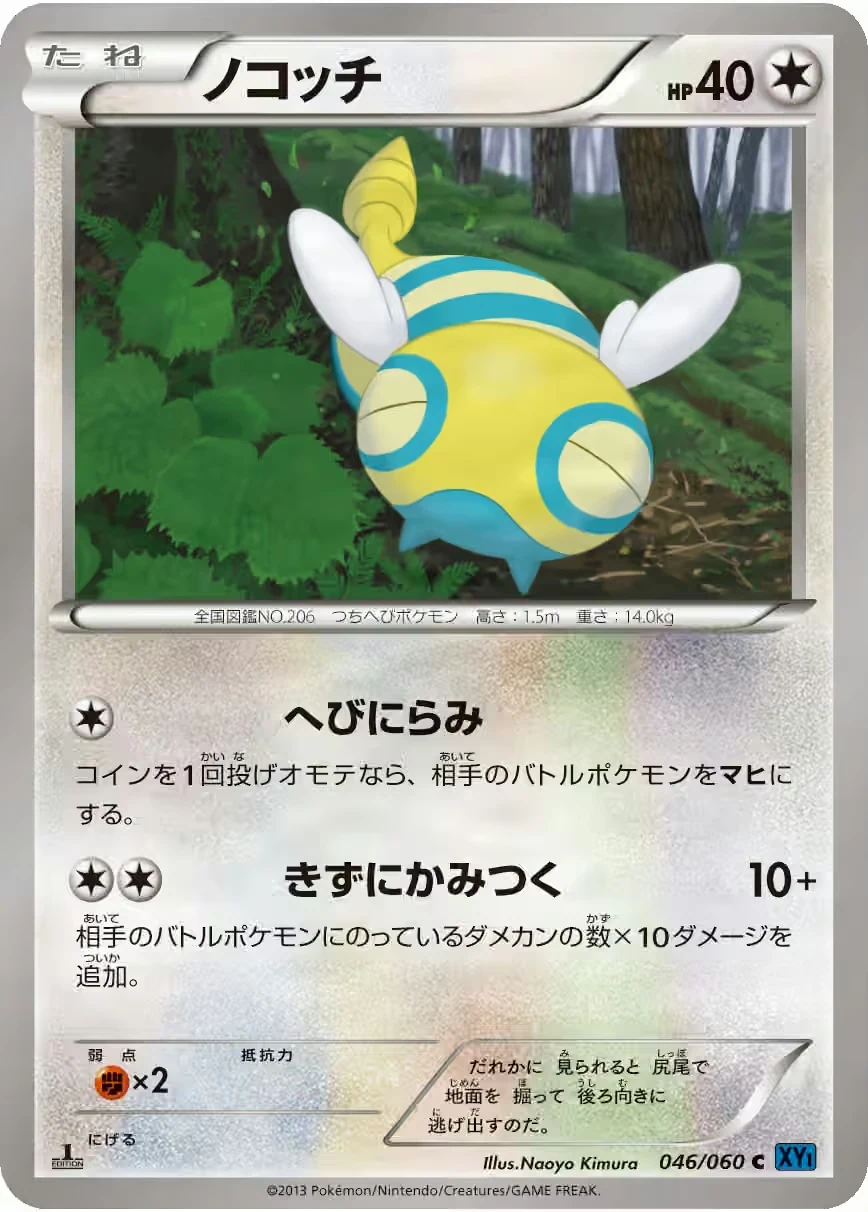 たね ノコッチ HP40
全国図鑑NO.206 つちへびポケモン 高さ:1.5m 重さ:14.0kg
へびにらみ
コインを1回投げオモテなら、相手のバトルポケモンをマヒに
する。
きずにかみつく 10+
相手のバトルポケモンにのっているダメカンの数×10ダメージを
追加。
弱点 抵抗力
×2
だれかに 見られると 尻尾で
地面を 掘って 後ろ向きに
逃げ出すのだ。
にげる
1 EDITION
Illus.Naoyo Kimura 046/060 C XY1
©2013 Pokémon/Nintendo/Creatures/GAME FREAK.